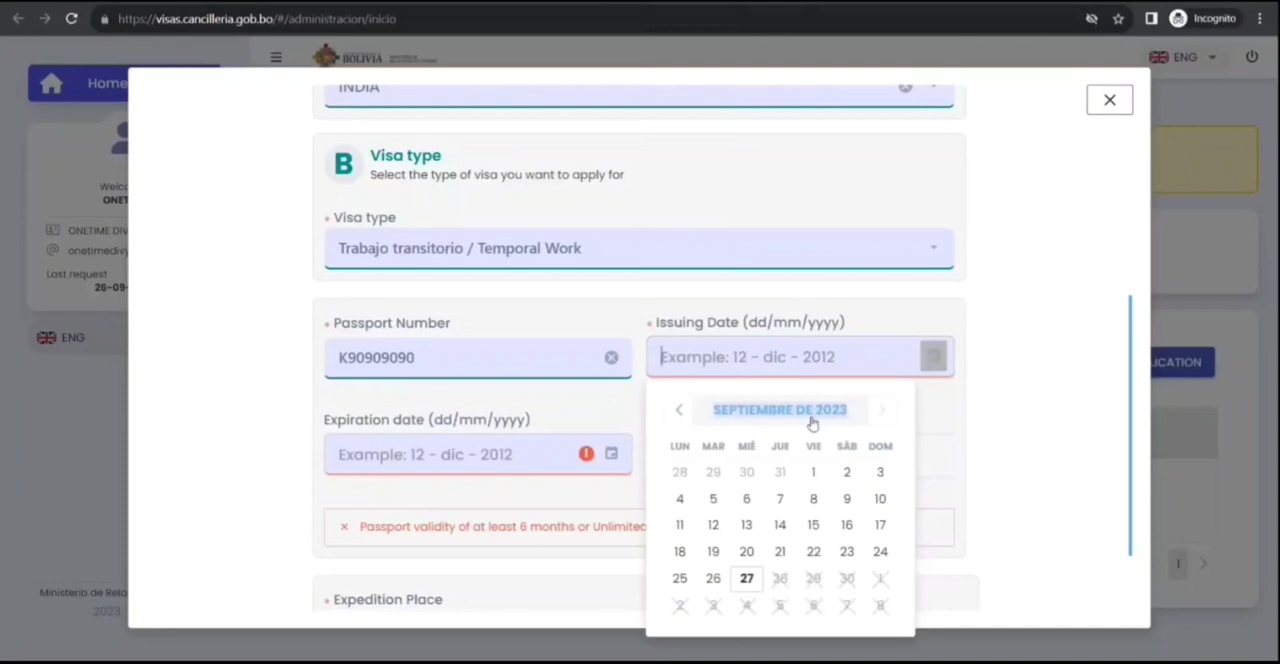 https://visas.cancilleria.gob.bo/#/administracion/inicio
Incognito
BOLIVIA
ENG
Home
INDIA
B
Visa type
Select the type of visa you want to apply for
Welc
ONET
ONETIME DIV
onetimediv
Last request
26-09-
ENG
* Visa type
Trabajo transitorio / Temporal Work
* Passport Number
K90909090
* Issuing Date (dd/mm/yyyy)
Example: 12 - dic - 2012
ICATION
Expiration date (dd/mm/yyyy)
Example: 12 - dic - 2012
SEPTIEMBRE DE 2023
LUN MAR MIÉ JUE VIE SÁB DOM
28 29 30 31 1 2 3
4 5 6 7 8 9 10
11 12 13 14 15 16 17
18 19 20 21 22 23 24
25 26 27 28 29 30 1
2 3 4 5 6 7 8
× Passport validity of at least 6 months or Unlimited
1
* Expedition Place
Ministerio de Rela
2023